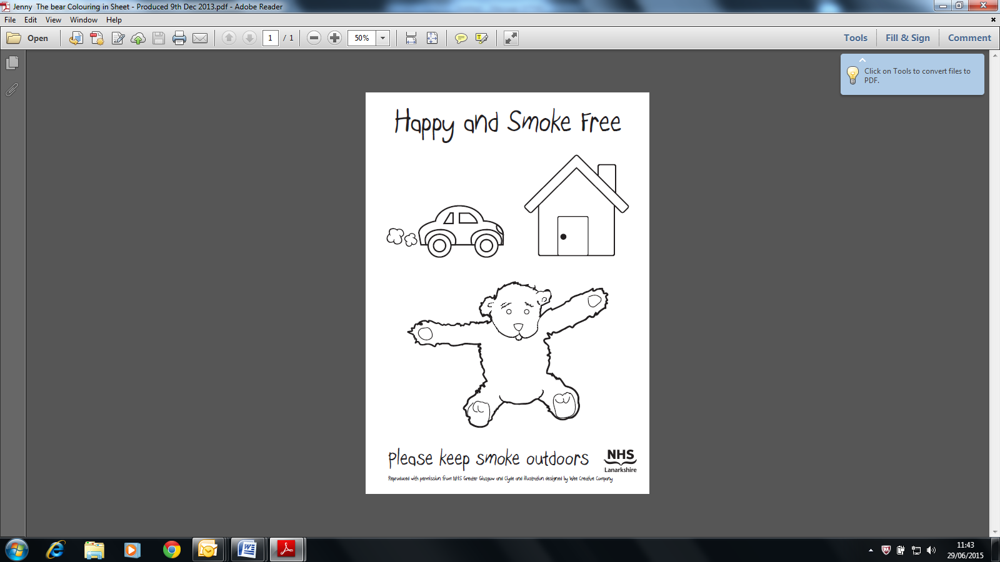 Jenny  The bear Colouring in Sheet - Produced 9th Dec 2013.pdf - Adobe Reader
File Edit View Window Help
Open 1 / 1 50% Tools Fill & Sign Comment
Click on Tools to convert files to
PDF.
Happy and Smoke Free
Please keep smoke outdoors
NHS
Lanarkshire
Reproduced with permission from NHS Greater Glasgow and Clyde and illustration designed by Wee Creative Company
11:43
29/06/2015